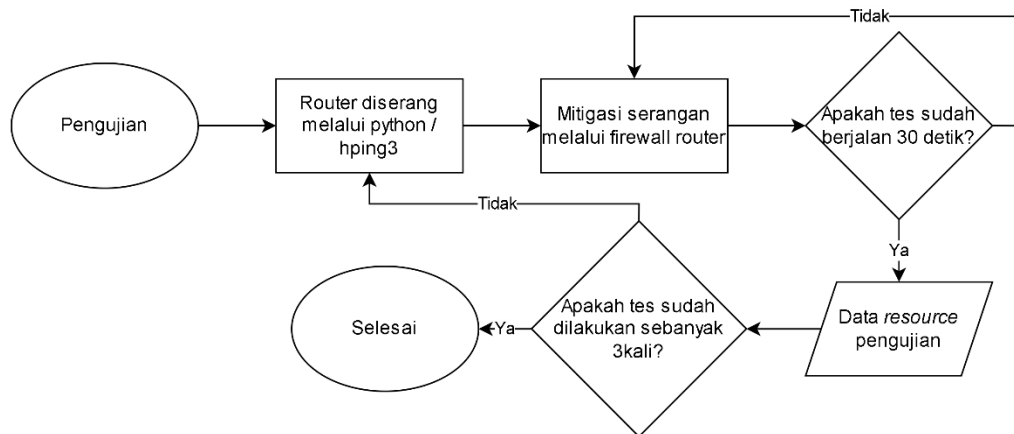 Tidak
Pengujian
Router diserang
melalui python /
hping3
Mitigasi serangan
melalui firewall router
Apakah tes sudah
berjalan 30 detik?
Tidak
Ya
Selesai
Ya
Apakah tes sudah
dilakukan sebanyak
3kali?
Data resource
pengujian